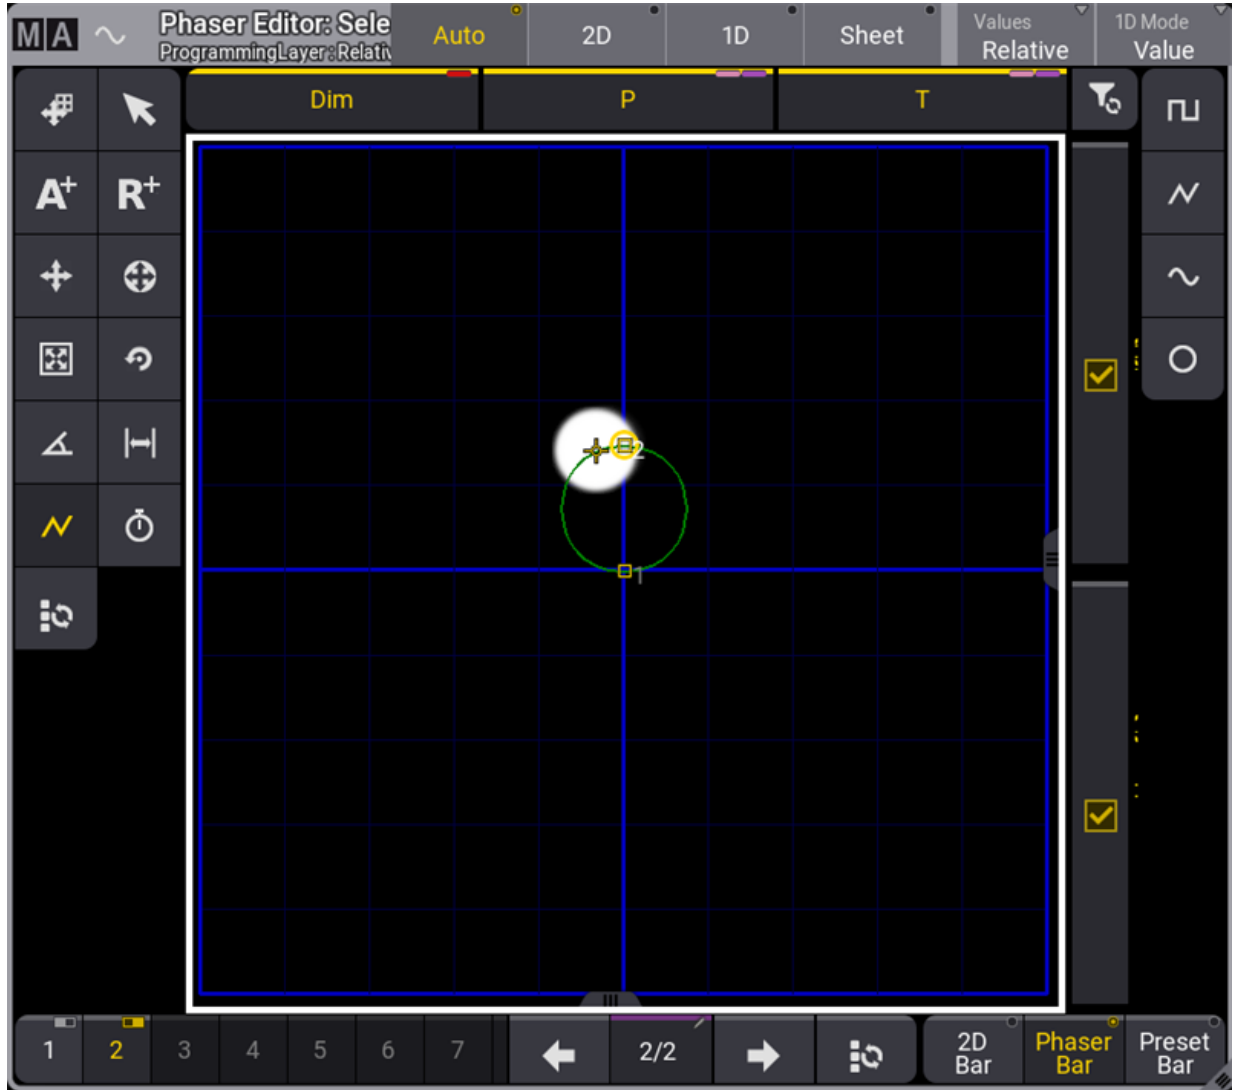 MA
Phaser Editor: Sele
ProgrammingLayer: Relativ
Auto
2D
1D
Sheet
Values
Relative
1D Mode
Value
Dim
P
T
A+
R+
2
1
1
2
3
4
5
6
7
2/2
2D
Bar
Phaser
Bar
Preset
Bar